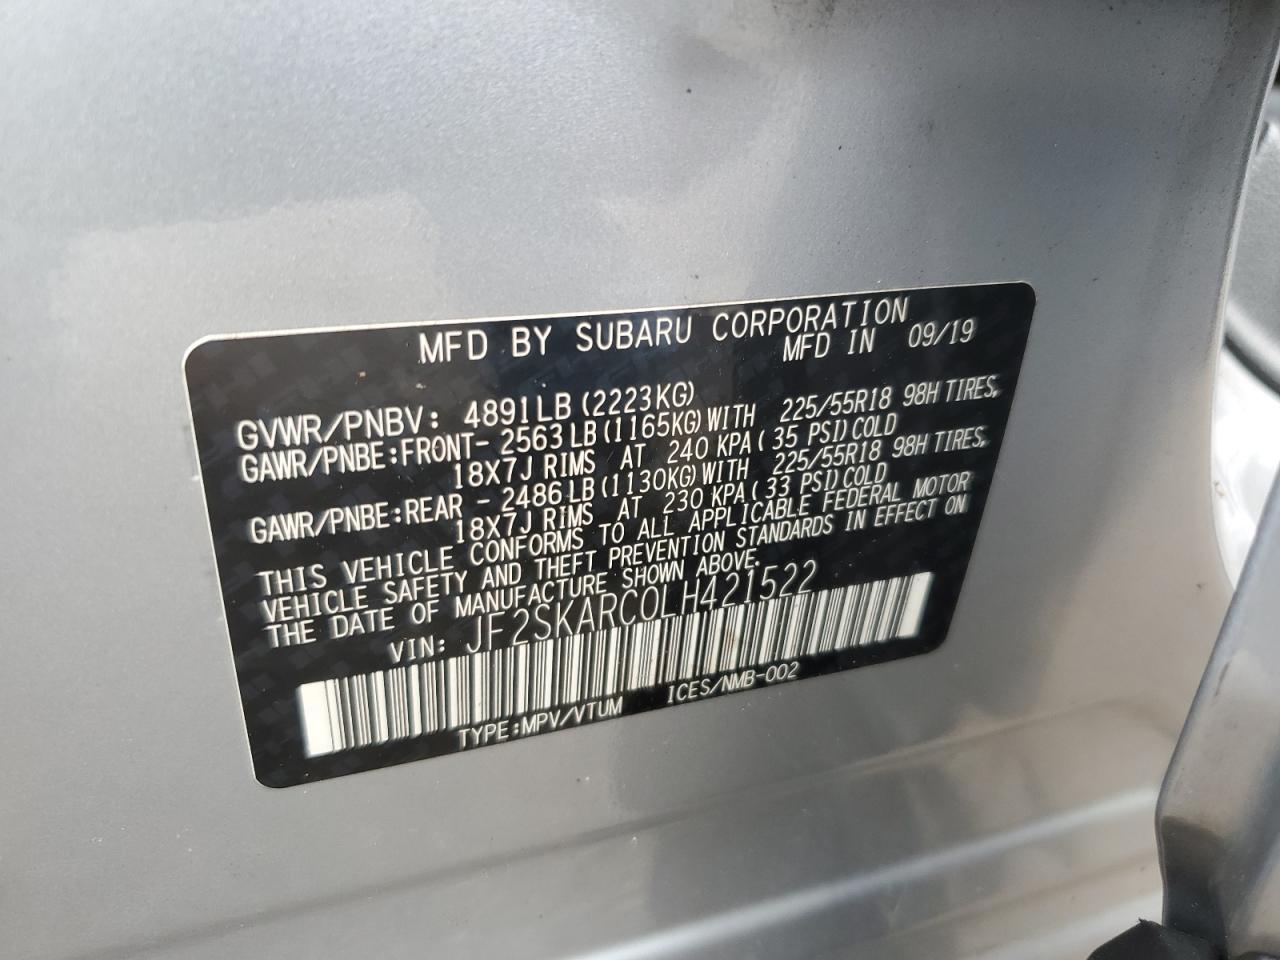 MFD BY SUBARU CORPORATION
MFD IN 09/19
GVWR/PNBV: 4891LB (2223KG)
GAWR/PNBE:FRONT- 2563LB (1165KG) WITH 225/55R18 98H TIRES,
18X7J RIMS AT 240 KPA (35 PSI) COLD
GAWR/PNBE:REAR - 2486LB (1130KG) WITH 225/55R18 98H TIRES,
18X7J RIMS AT 230 KPA (33 PSI) COLD
THIS VEHICLE CONFORMS TO ALL APPLICABLE FEDERAL MOTOR
VEHICLE SAFETY AND THEFT PREVENTION STANDARDS IN EFFECT ON
THE DATE OF MANUFACTURE SHOWN ABOVE.
VIN: JF2SKARC0LH421522
TYPE:MPV/VTUM ICES/NMB-002